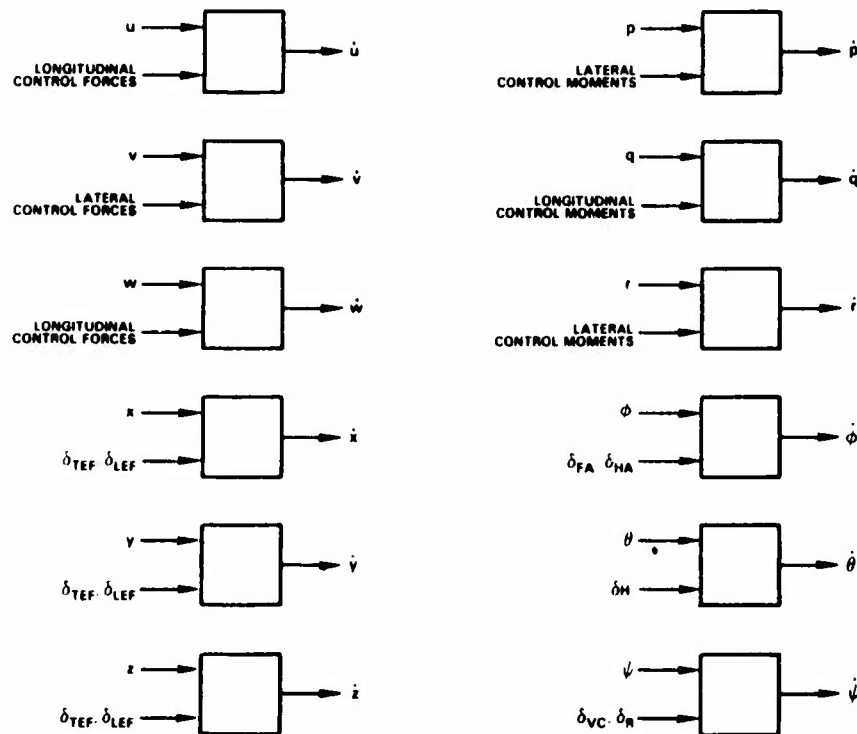 u
u̇
LONGITUDINAL
CONTROL FORCES
p
ṗ
LATERAL
CONTROL MOMENTS
v
v̇
LATERAL
CONTROL FORCES
q
q̇
LONGITUDINAL
CONTROL MOMENTS
w
ẇ
LONGITUDINAL
CONTROL FORCES
r
ṙ
LATERAL
CONTROL MOMENTS
x
ẋ
δTEF δLEF
ϕ
ϕ̇
δFA δHA
y
ẏ
δTEF. δLEF
θ
θ̇
δH
z
ż
δTEF. δLEF
ψ
ψ̇
δVC. δR